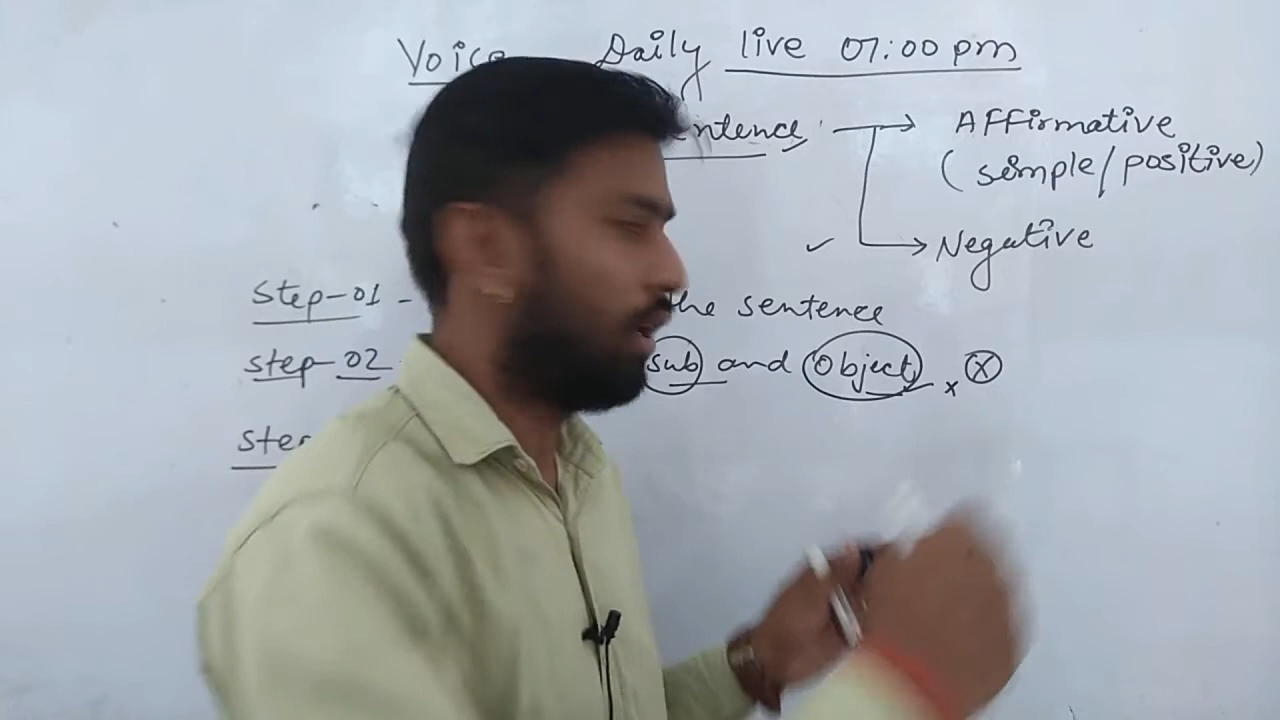 Voice Daily live 07:00 pm
ntence → Affirmative
(simple/positive)
✓ → Negative
Step-01 - the sentence
step-02 sub and Object x ⓧ
ste